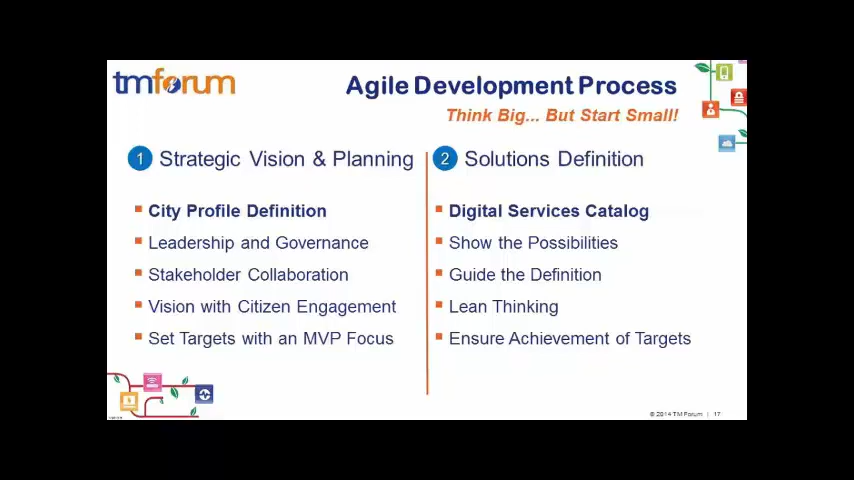 tmforum
Agile Development Process
Think Big... But Start Small!
1 Strategic Vision & Planning
City Profile Definition
Leadership and Governance
Stakeholder Collaboration
Vision with Citizen Engagement
Set Targets with an MVP Focus
2 Solutions Definition
Digital Services Catalog
Show the Possibilities
Guide the Definition
Lean Thinking
Ensure Achievement of Targets
© 2014 TM Forum | 17